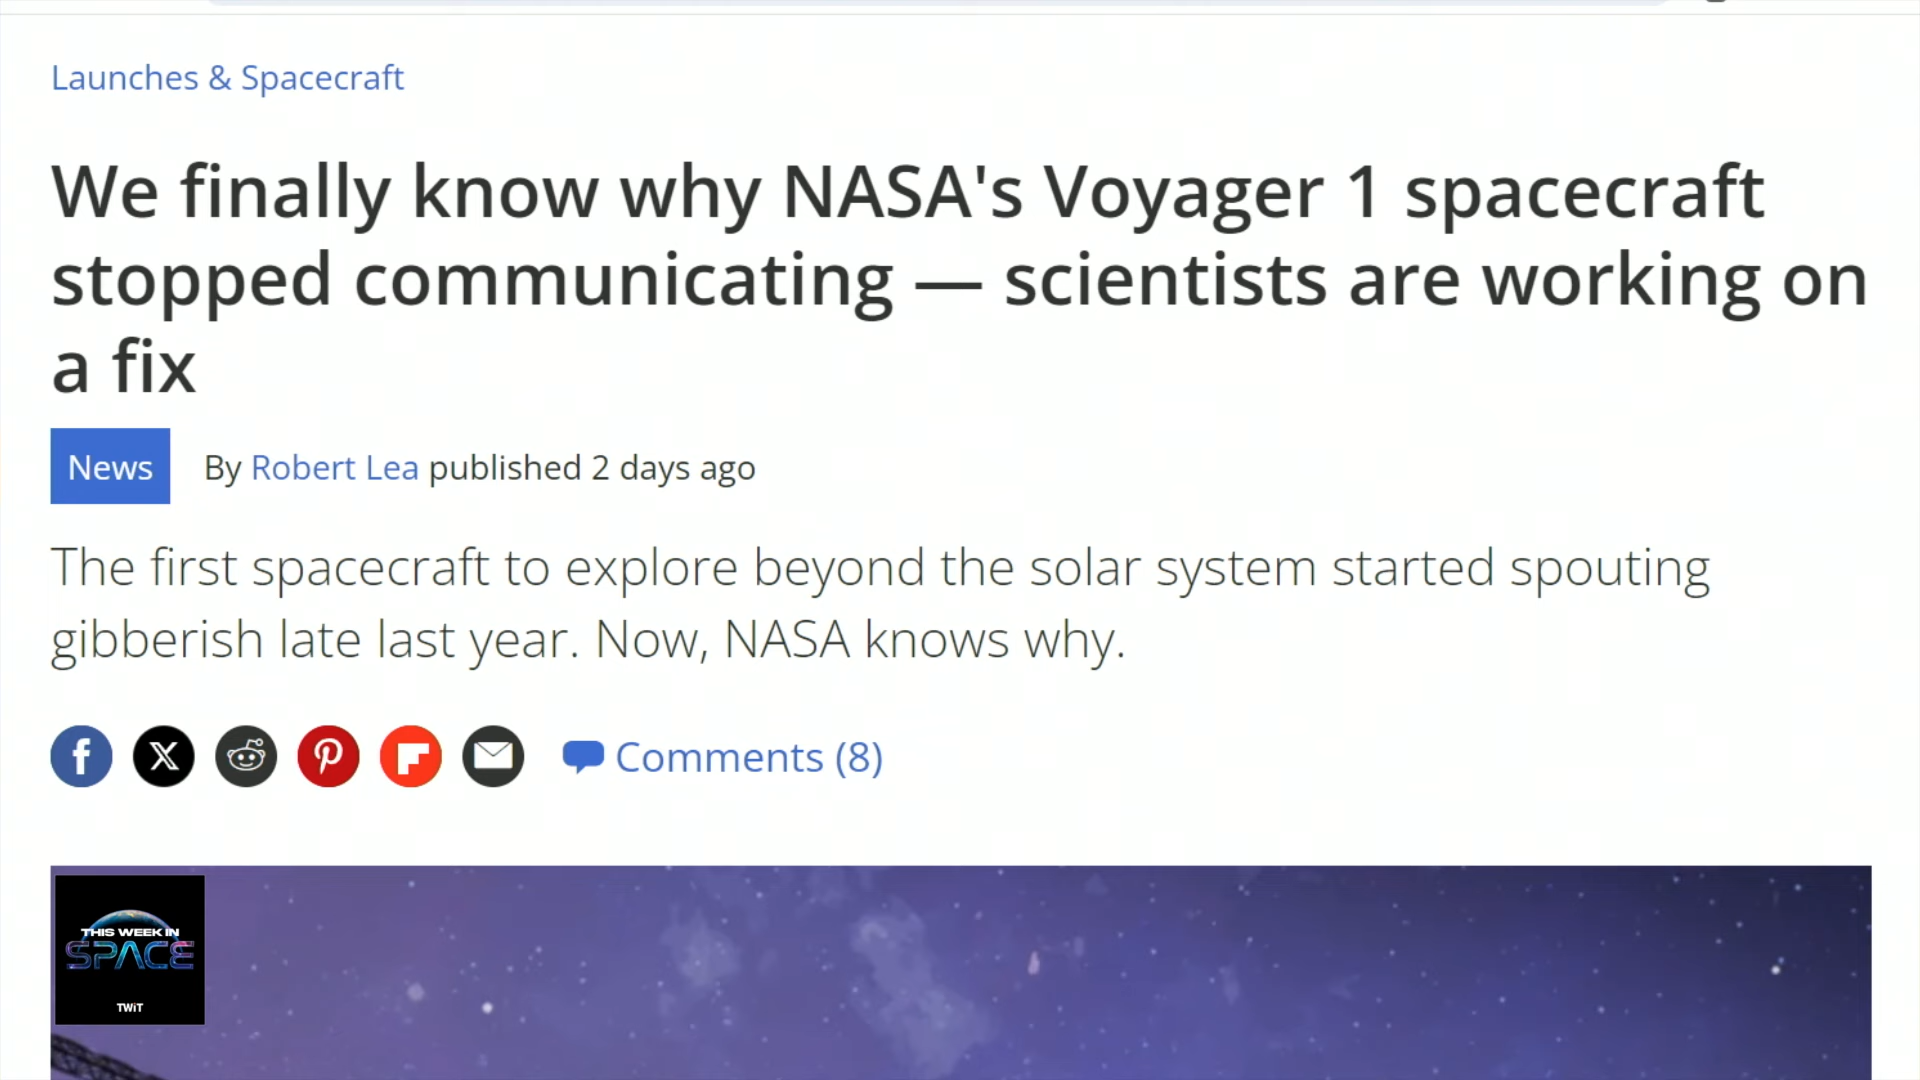 Launches & Spacecraft
We finally know why NASA's Voyager 1 spacecraft
stopped communicating — scientists are working on
a fix
News By Robert Lea published 2 days ago
The first spacecraft to explore beyond the solar system started spouting
gibberish late last year. Now, NASA knows why.
Comments (8)
THIS WEEK IN
SPACE
TWiT